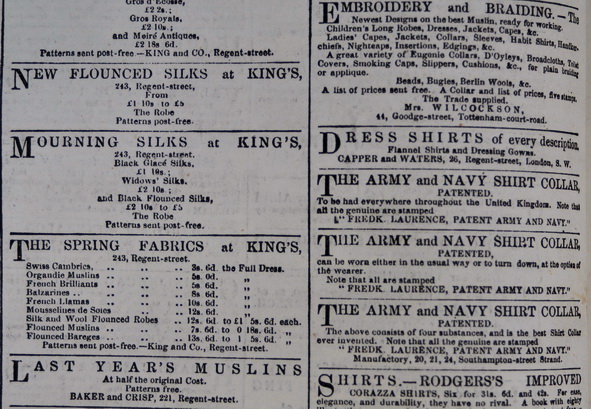 Gros d'Ecosse,
£2 2s.;
Gros Royals,
£2 10s.;
and Moiré Antiques,
£2 18s 6d.
Patterns sent post-free.—KING and CO., Regent-street.
NEW FLOUNCED SILKS at KING'S,
243, Regent-street,
From
£1 10s to £5
The Robe
Patterns post-free.
MOURNING SILKS at KING'S,
243, Regent-street.
Black Glacé Silks,
£1 19s.;
Widows' Silks,
£2 10s.;
and Black Flounced Silks,
£2 10s to £5
The Robe
Patterns sent post-free.
THE SPRING FABRICS at KING'S,
243, Regent-street.
Swiss Cambrics, .. .. .. 3s. 6d. the Full Dress.
Organdie Muslins .. .. .. 5s. 0d. "
French Brilliants .. .. .. 5s. 6d. "
Balzarines .. .. .. .. 8s. 6d. "
French Llamas .. .. .. 10s. 6d. "
Mousselines de Soies .. .. .. 12s. 6d. "
Silk and Wool Flounced Robes .. 12s. 6d. to £1 5s. 6d. each.
Flounced Muslins .. .. .. 7s. 6d. to 0 18s. 6d. "
Flounced Bareges .. .. .. 13s. 6d. to 1 5s. 6d. "
Patterns sent post-free.—King and Co., Regent-street.
LAST YEAR'S MUSLINS
At half the original Cost.
Patterns free.
BAKER and CRISP, 221, Regent-street.
EMBROIDERY and BRAIDING.—The
Newest Designs on the best Muslin, ready for working.
Children's Long Robes, Dresses, Jackets, Capes, &c.
Ladies' Capes, Jackets, Collars, Sleeves, Habit Shirts, Handker-
chiefs, Nightcaps, Insertions, Edgings, &c.
A great variety of Eugenie Collars, D'Oyleys, Broadcloths, Toilet
Covers, Smoking Caps, Slippers, Cushions, &c., for plain braiding
or applique.
Beads, Bugles, Berlin Wools, &c.
A list of prices sent free. A Collar and list of prices, five stamps.
The Trade supplied.
Mrs. WILCOCKSON,
44, Goodge-street, Tottenham-court-road.
DRESS SHIRTS of every description.
Flannel Shirts and Dressing Gowns.
CAPPER and WATERS, 26, Regent-street, London, S. W.
THE ARMY and NAVY SHIRT COLLAR,
PATENTED.
To be had everywhere throughout the United Kingdom. Note that
all the genuine are stamped
"FREDK. LAURENCE, PATENT ARMY AND NAVY."
THE ARMY and NAVY SHIRT COLLAR,
PATENTED,
can be worn either in the usual way or to turn down, at the option of
the wearer.
Note that all are stamped
"FREDK. LAURENCE, PATENT ARMY AND NAVY."
THE ARMY and NAVY SHIRT COLLAR,
PATENTED.
The above consists of four substances, and is the best Shirt Collar
ever invented. Note that all the genuine are stamped
"FREDK. LAURENCE, PATENT ARMY AND NAVY."
Manufactory, 20, 21, 24, Southampton-street Strand.
SHIRTS.—RODGERS'S IMPROVED
CORAZZA SHIRTS, Six for 31s. 6d. and 42s. For ease,
elegance, and durability, they have no rival. A book with eighty